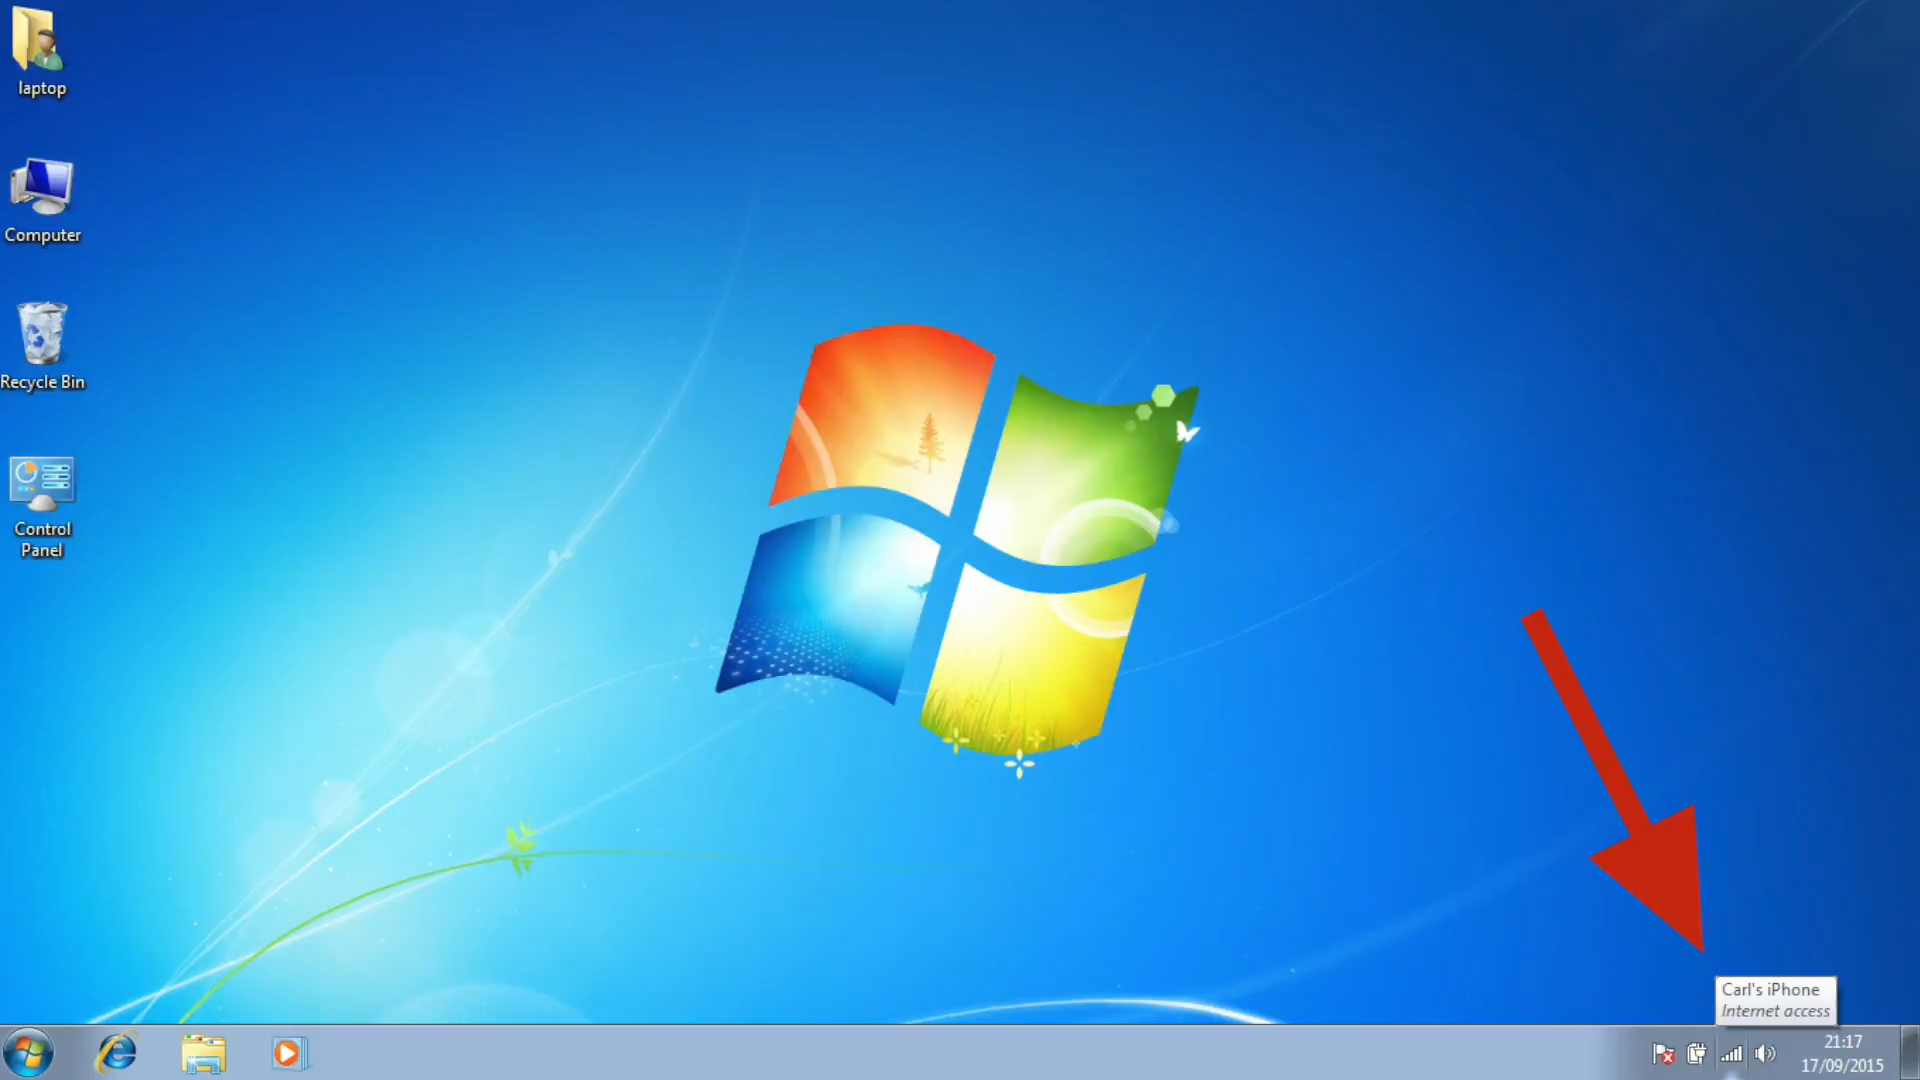 laptop
Computer
Recycle Bin
Control
Panel
Carl's iPhone
Internet access
21:17
17/09/2015